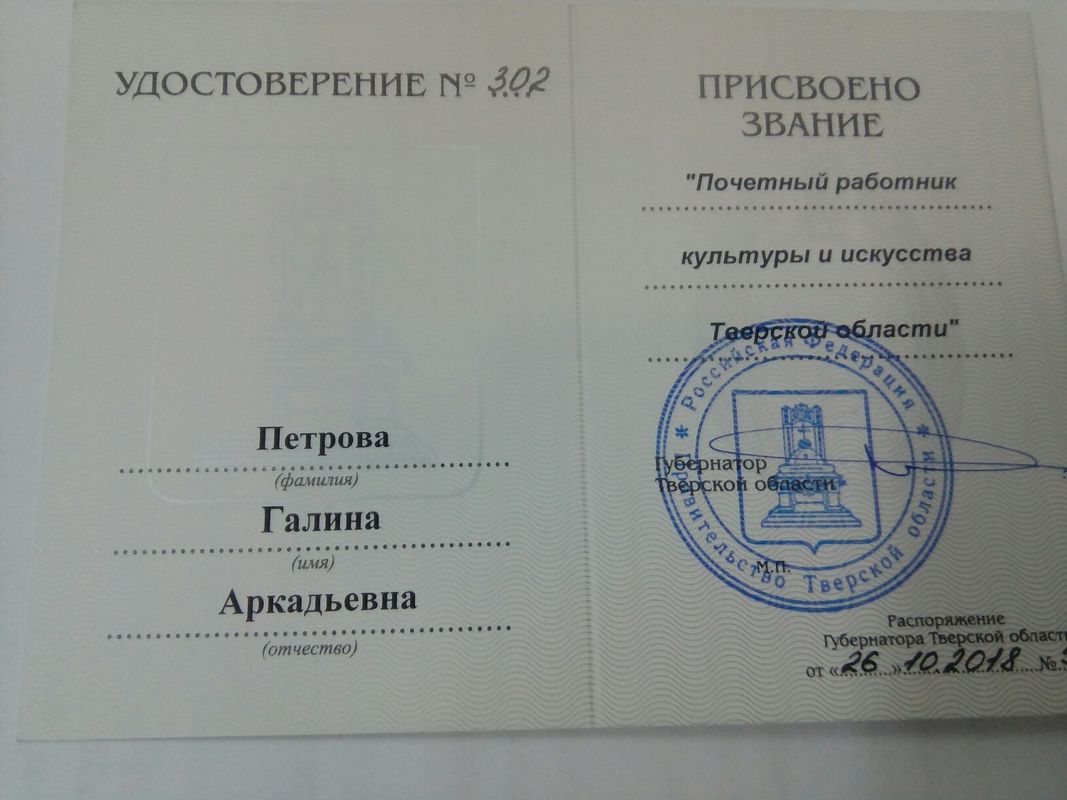 УДОСТОВЕРЕНИЕ № 302
Петрова
(фамилия)
Галина
(имя)
Аркадьевна
(отчество)
ПРИСВОЕНО
ЗВАНИЕ
"Почетный работник
культуры и искусства
Тверской области"
Российская Федерация
Правительство Тверской области
Губернатор
Тверской области
М.П.
Распоряжение
Губернатора Тверской области
от «26» 10.2018 №